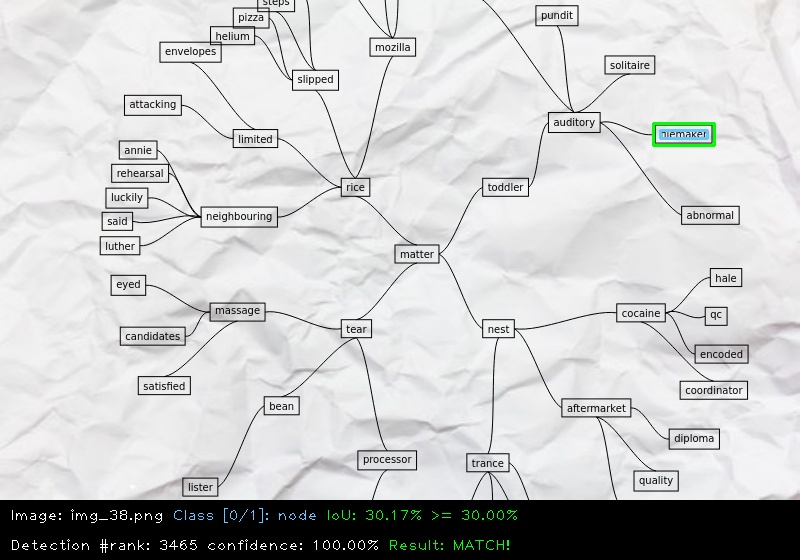 steps
pizza
pundit
helium
mozilla
envelopes
solitaire
slipped
attacking
auditory
limited
annie
rehearsal
rice
toddler
luckily
abnormal
said
neighbouring
luther
matter
hale
eyed
massage
cocaine
qc
tear
nest
candidates
encoded
satisfied
coordinator
bean
aftermarket
diploma
processor
trance
quality
lister
Image: img_38.png Class [0/1]: node IoU: 30.17% >= 30.00%
Detection #rank: 3465 confidence: 100.00% Result: MATCH!